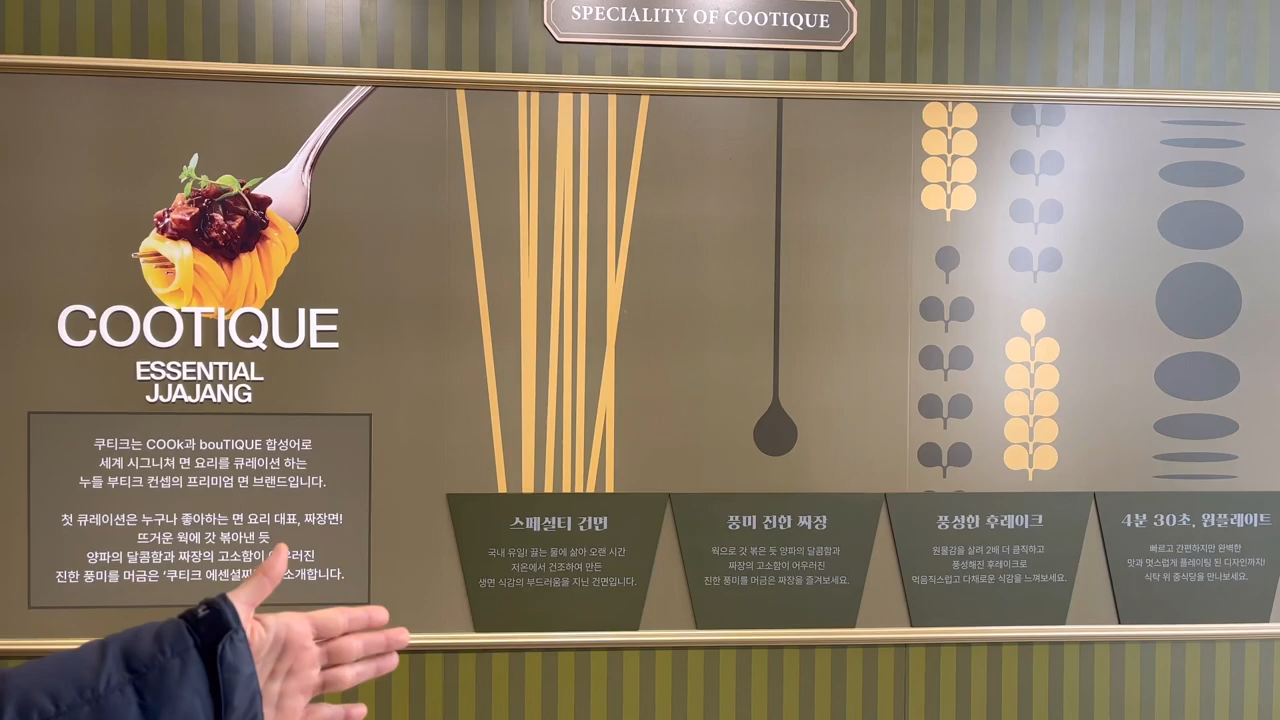 SPECIALITY OF COOTIQUE
COOTIQUE
ESSENTIAL
JJAJANG
쿠티크는 COOk과 bouTIQUE 합성어로
세계 시그니쳐 면 요리를 큐레이션 하는
누들 부티크 컨셉의 프리미엄 면 브랜드입니다.
첫 큐레이션은 누구나 좋아하는 면 요리 대표, 짜장면!
뜨거운 웍에 갓 볶아낸 듯
양파의 달콤함과 짜장의 고소함이 어우러진
진한 풍미를 머금은 '쿠티크 에센셜짜 소개합니다.
스페셜티 건면
국내 유일! 끓는 물에 삶아 오랜 시간
저온에서 건조하여 만든
생면 식감의 부드러움을 지닌 건면입니다.
풍미 진한 짜장
웍으로 갓 볶은 듯 양파의 달콤함과
짜장의 고소함이 어우러진
진한 풍미를 머금은 짜장을 즐겨보세요.
풍성한 후레이크
원물감을 살려 2배 더 큼직하고
풍성해진 후레이크로
먹음직스럽고 다채로운 식감을 느껴보세요.
4분 30초, 원플레이트
빠르고 간편하지만 완벽한
맛과 멋스럽게 플레이팅 된 디자인까지!
식탁 위 중식당을 만나보세요.